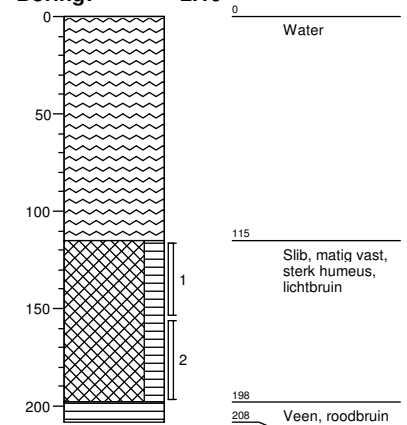 0
0
Water
50
100
115
Slib, matig vast,
sterk humeus,
lichtbruin
1
150
2
198
200
208
Veen, roodbruin